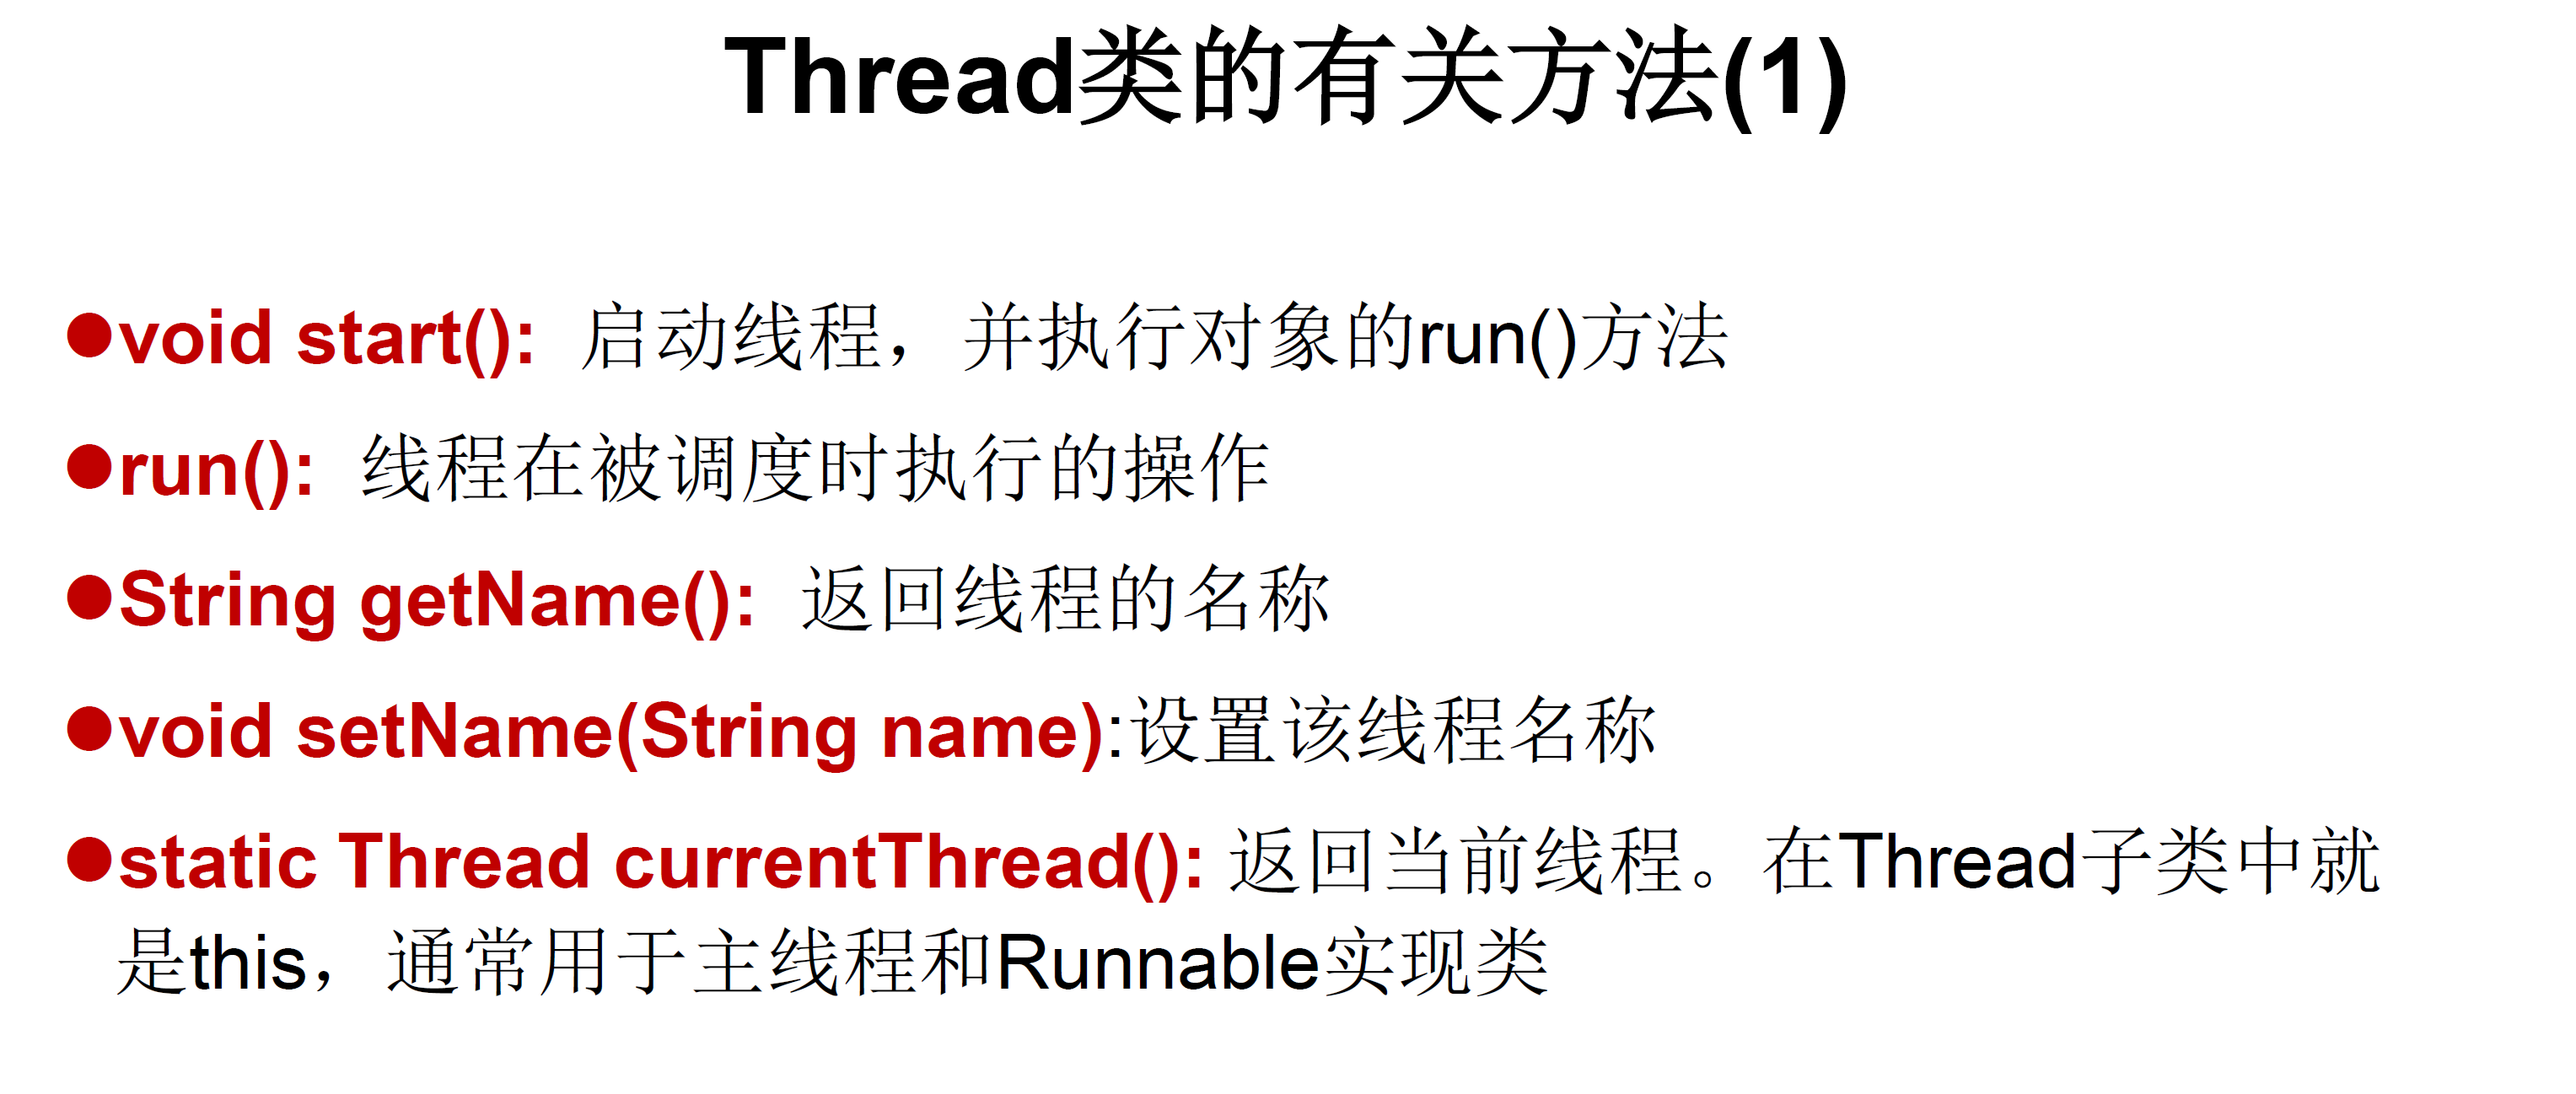 Thread类的有关方法(1)
●void start(): 启动线程，并执行对象的run()方法
●run(): 线程在被调度时执行的操作
●String getName(): 返回线程的名称
●void setName(String name):设置该线程名称
●static Thread currentThread(): 返回当前线程。在Thread子类中就
是this，通常用于主线程和Runnable实现类